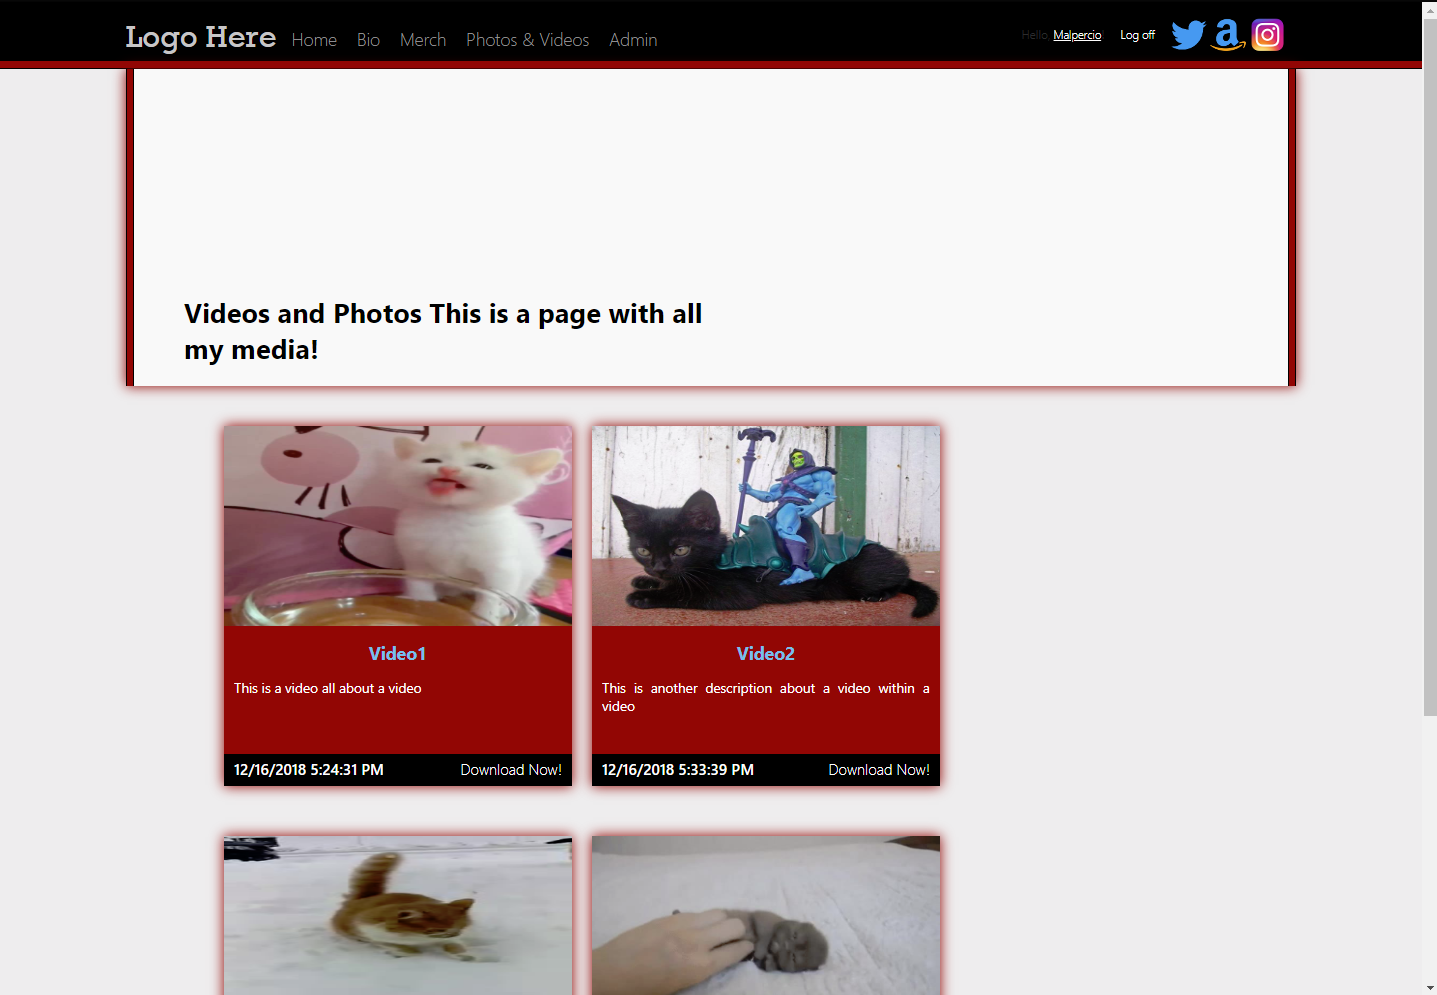 Logo Here Home Bio Merch Photos & Videos Admin Hello, Malpercio Log off
Videos and Photos This is a page with all
my media!
Video1
This is a video all about a video
12/16/2018 5:24:31 PM Download Now!
Video2
This is another description about a video within a
video
12/16/2018 5:33:39 PM Download Now!